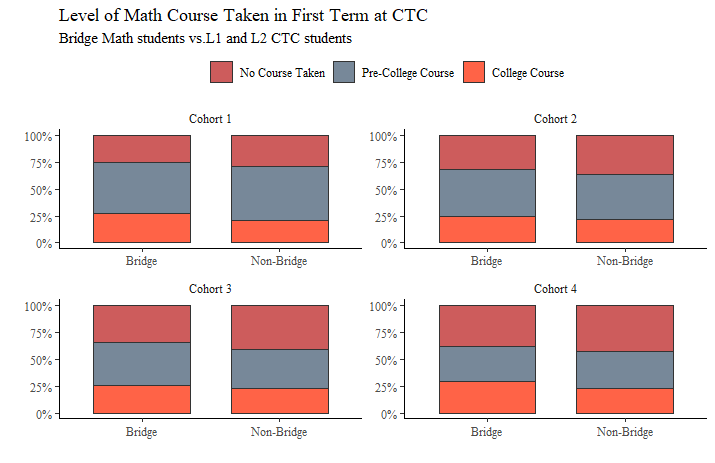 Level of Math Course Taken in First Term at CTC
Bridge Math students vs.L1 and L2 CTC students
No Course Taken Pre-College Course College Course
Cohort 1 Cohort 2
100% 100%
75% 75%
50% 50%
25% 25%
0% 0%
Bridge Non-Bridge Bridge Non-Bridge
Cohort 3 Cohort 4
100% 100%
75% 75%
50% 50%
25% 25%
0% 0%
Bridge Non-Bridge Bridge Non-Bridge